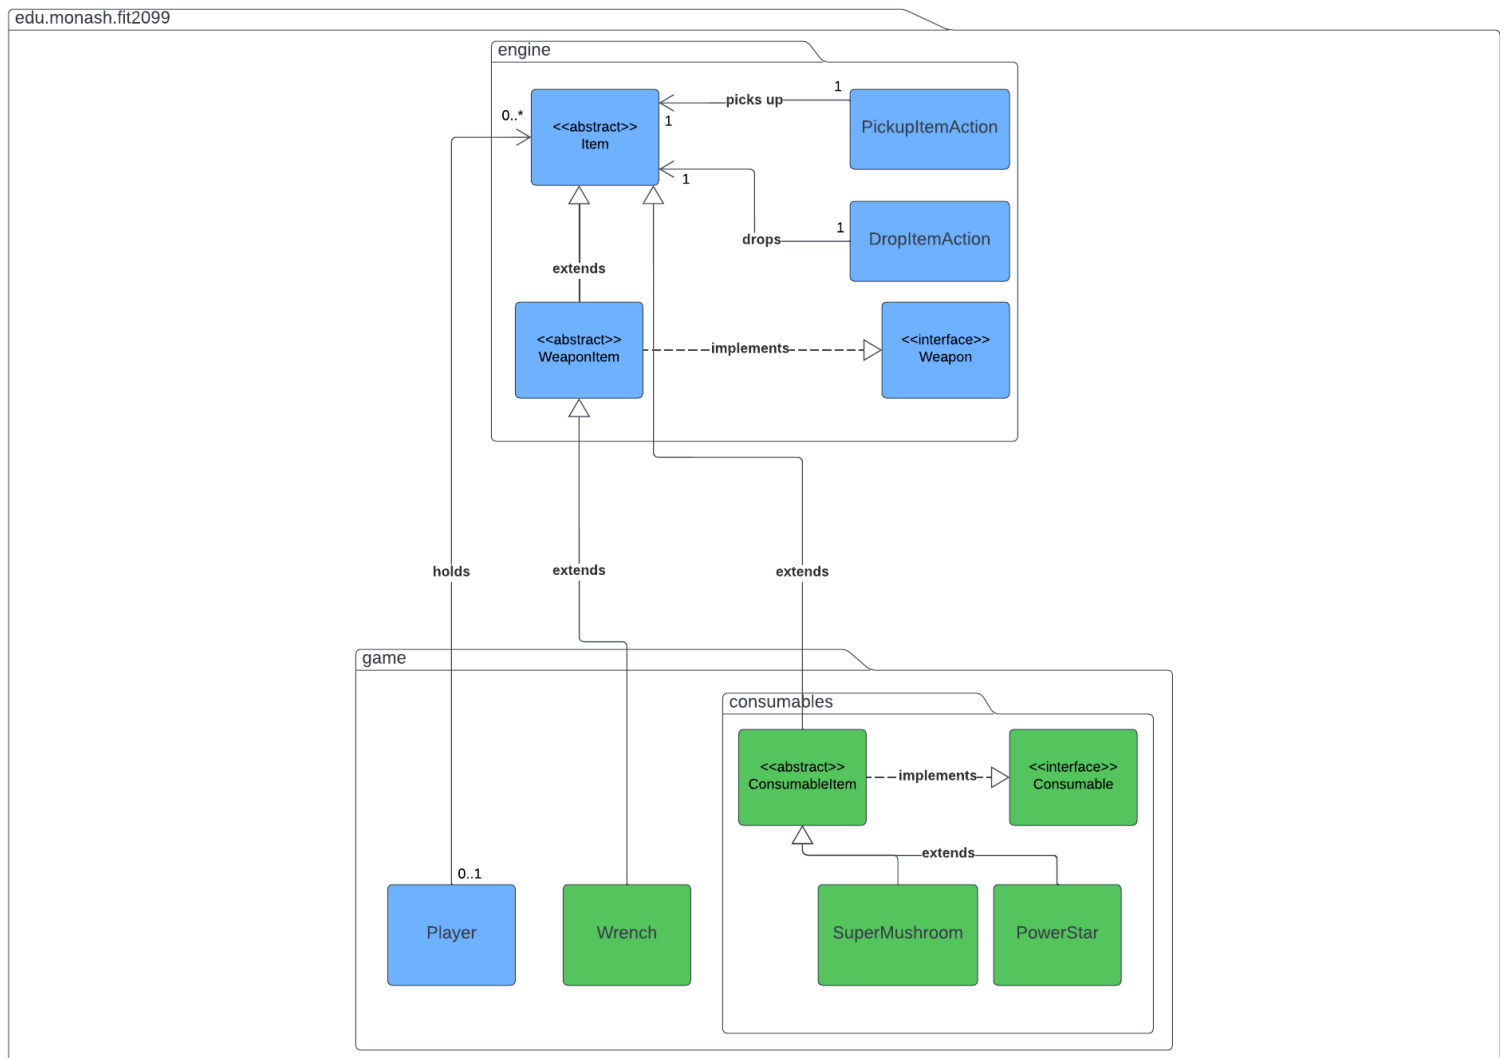 edu.monash.fit2099
engine
<<abstract>>
Item
0..*
1
picks up
1
PickupItemAction
1
drops
1
DropItemAction
extends
<<abstract>>
WeaponItem
implements
<<interface>>
Weapon
holds
extends
extends
game
consumables
<<abstract>>
ConsumableItem
implements
<<interface>>
Consumable
extends
0..1
Player
Wrench
SuperMushroom
PowerStar